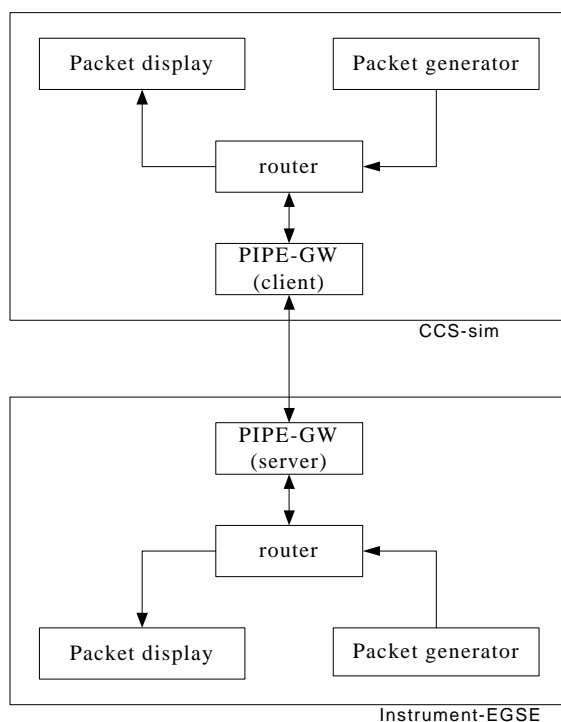 Packet display
Packet generator
router
PIPE-GW
(client)
CCS-sim
PIPE-GW
(server)
router
Packet display
Packet generator
Instrument-EGSE